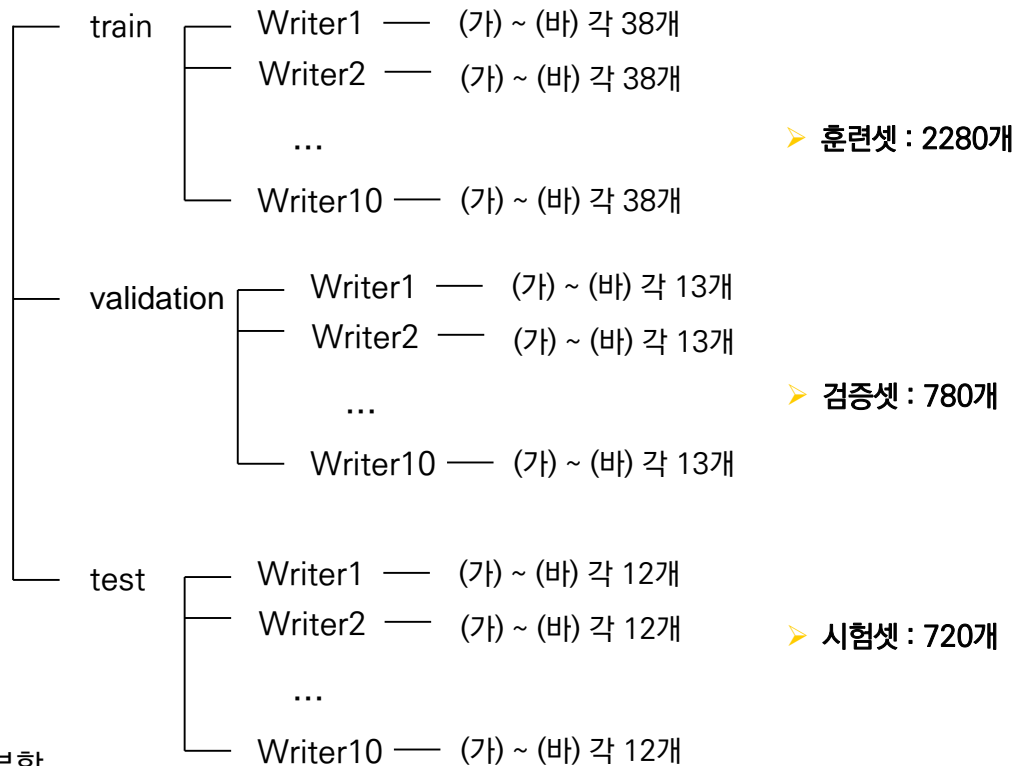 train
Writer1 (가) ~ (바) 각 38개
Writer2 (가) ~ (바) 각 38개
...
➢ 훈련셋 : 2280개
Writer10 (가) ~ (바) 각 38개
validation
Writer1 (가) ~ (바) 각 13개
Writer2 (가) ~ (바) 각 13개
...
➢ 검증셋 : 780개
Writer10 (가) ~ (바) 각 13개
test
Writer1 (가) ~ (바) 각 12개
Writer2 (가) ~ (바) 각 12개
➢ 시험셋 : 720개
...
Writer10 (가) ~ (바) 각 12개